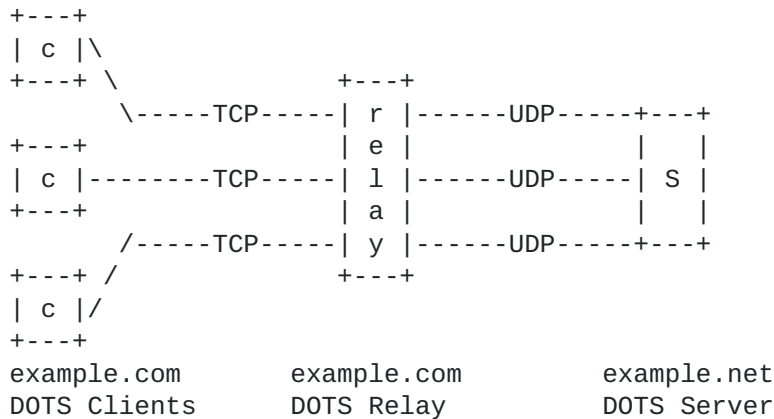 +---+
| c |\
+---+ \              +---+
       \-----TCP-----| r |------UDP-----+---+
+---+                | e |              |   |
| c |--------TCP-----| l |------UDP-----| S |
+---+                | a |              |   |
       /-----TCP-----| y |------UDP-----+---+
+---+ /              +---+
| c |/
+---+
example.com       example.com           example.net
DOTS Clients      DOTS Relay            DOTS Server